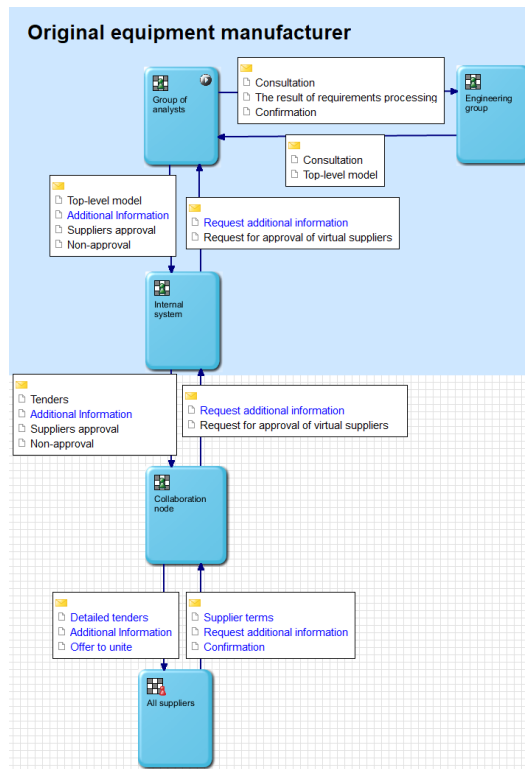 Original equipment manufacturer
Group of
analysts
Consultation
The result of requirements processing
Confirmation
Engineering
group
Consultation
Top-level model
Top-level model
Additional Information
Suppliers approval
Non-approval
Request additional information
Request for approval of virtual suppliers
Internal
system
Tenders
Additional Information
Suppliers approval
Non-approval
Request additional information
Request for approval of virtual suppliers
Collaboration
node
Detailed tenders
Additional Information
Offer to unite
Supplier terms
Request additional information
Confirmation
All suppliers